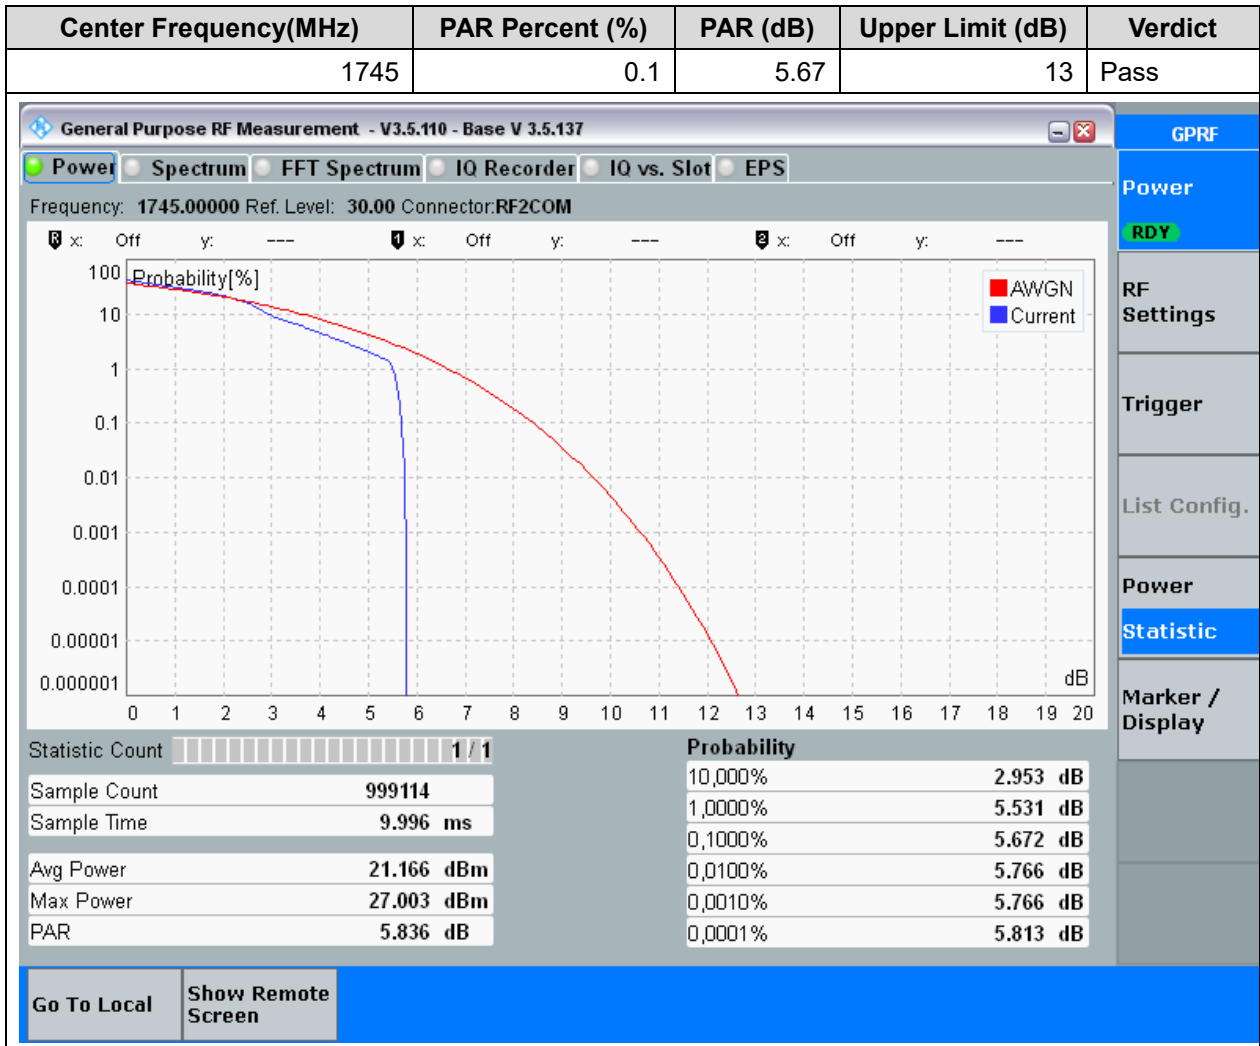 Center Frequency(MHz) PAR Percent (%) PAR (dB) Upper Limit (dB) Verdict
1745 0.1 5.67 13 Pass
General Purpose RF Measurement - V3.5.110 - Base V 3.5.137
GPRF
Power Spectrum FFT Spectrum IQ Recorder IQ vs. Slot EPS
Power
RDY
Frequency: 1745.00000 Ref. Level: 30.00 Connector:RF2COM
R x: Off y: --- 1 x: Off y: --- 2 x: Off y: ---
Probability[%]
AWGN
Current
100
10
1
0.1
0.01
0.001
0.0001
0.00001
0.000001
dB
0 1 2 3 4 5 6 7 8 9 10 11 12 13 14 15 16 17 18 19 20
RF
Settings
Trigger
List Config.
Power
Statistic
Marker /
Display
Statistic Count 1 / 1
Sample Count 999114
Sample Time 9.996 ms
Avg Power 21.166 dBm
Max Power 27.003 dBm
PAR 5.836 dB
Probability
10,000% 2.953 dB
1,0000% 5.531 dB
0,1000% 5.672 dB
0,0100% 5.766 dB
0,0010% 5.766 dB
0,0001% 5.813 dB
Go To Local
Show Remote
Screen